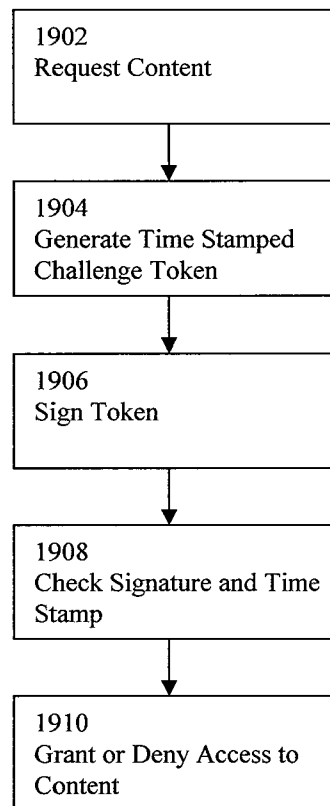 1902
Request Content
1904
Generate Time Stamped
Challenge Token
1906
Sign Token
1908
Check Signature and Time
Stamp
1910
Grant or Deny Access to
Content